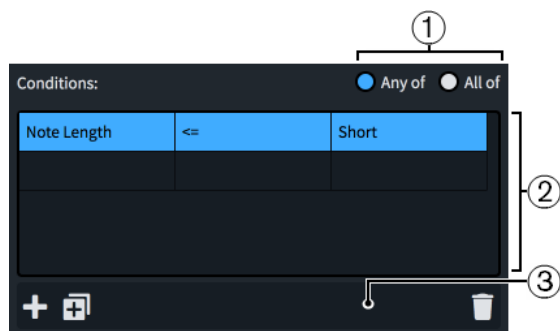 ①
Conditions: Any of All of
Note Length <= Short
②
③